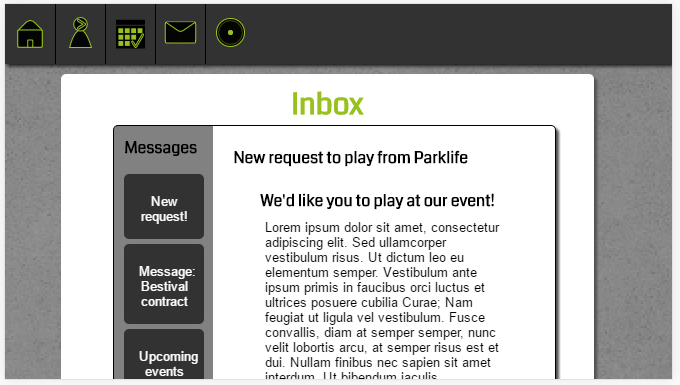 Inbox
Messages
New
request!
Message:
Bestival
contract
Upcoming
events
New request to play from Parklife
We'd like you to play at our event!
Lorem ipsum dolor sit amet, consectetur
adipiscing elit. Sed ullamcorper
vestibulum risus. Ut dictum leo eu
elementum semper. Vestibulum ante
ipsum primis in faucibus orci luctus et
ultrices posuere cubilia Curae; Nam
feugiat ut ligula vel vestibulum. Fusce
convallis, diam at semper semper, nunc
velit lobortis arcu, at semper risus est et
dui. Nullam finibus nec sapien sit amet
interdum. Ut bibendum iaculis